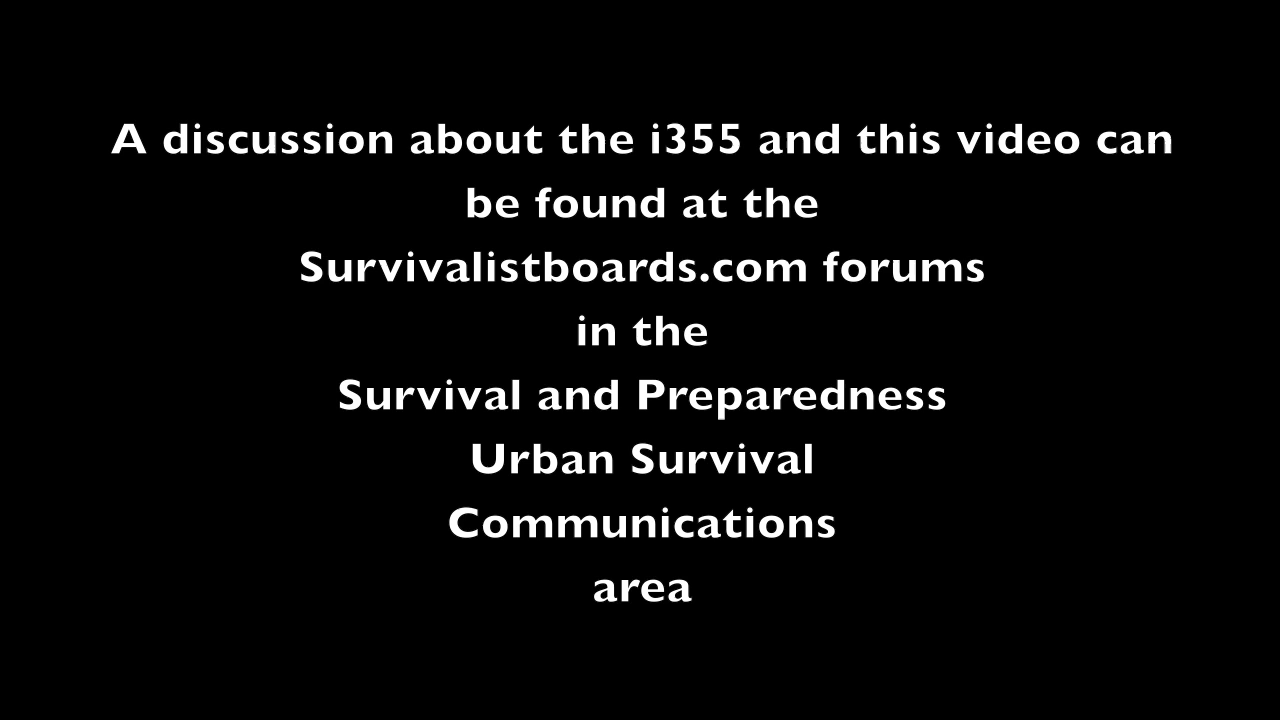 A discussion about the i355 and this video can
be found at the
Survivalistboards.com forums
in the
Survival and Preparedness
Urban Survival
Communications
area